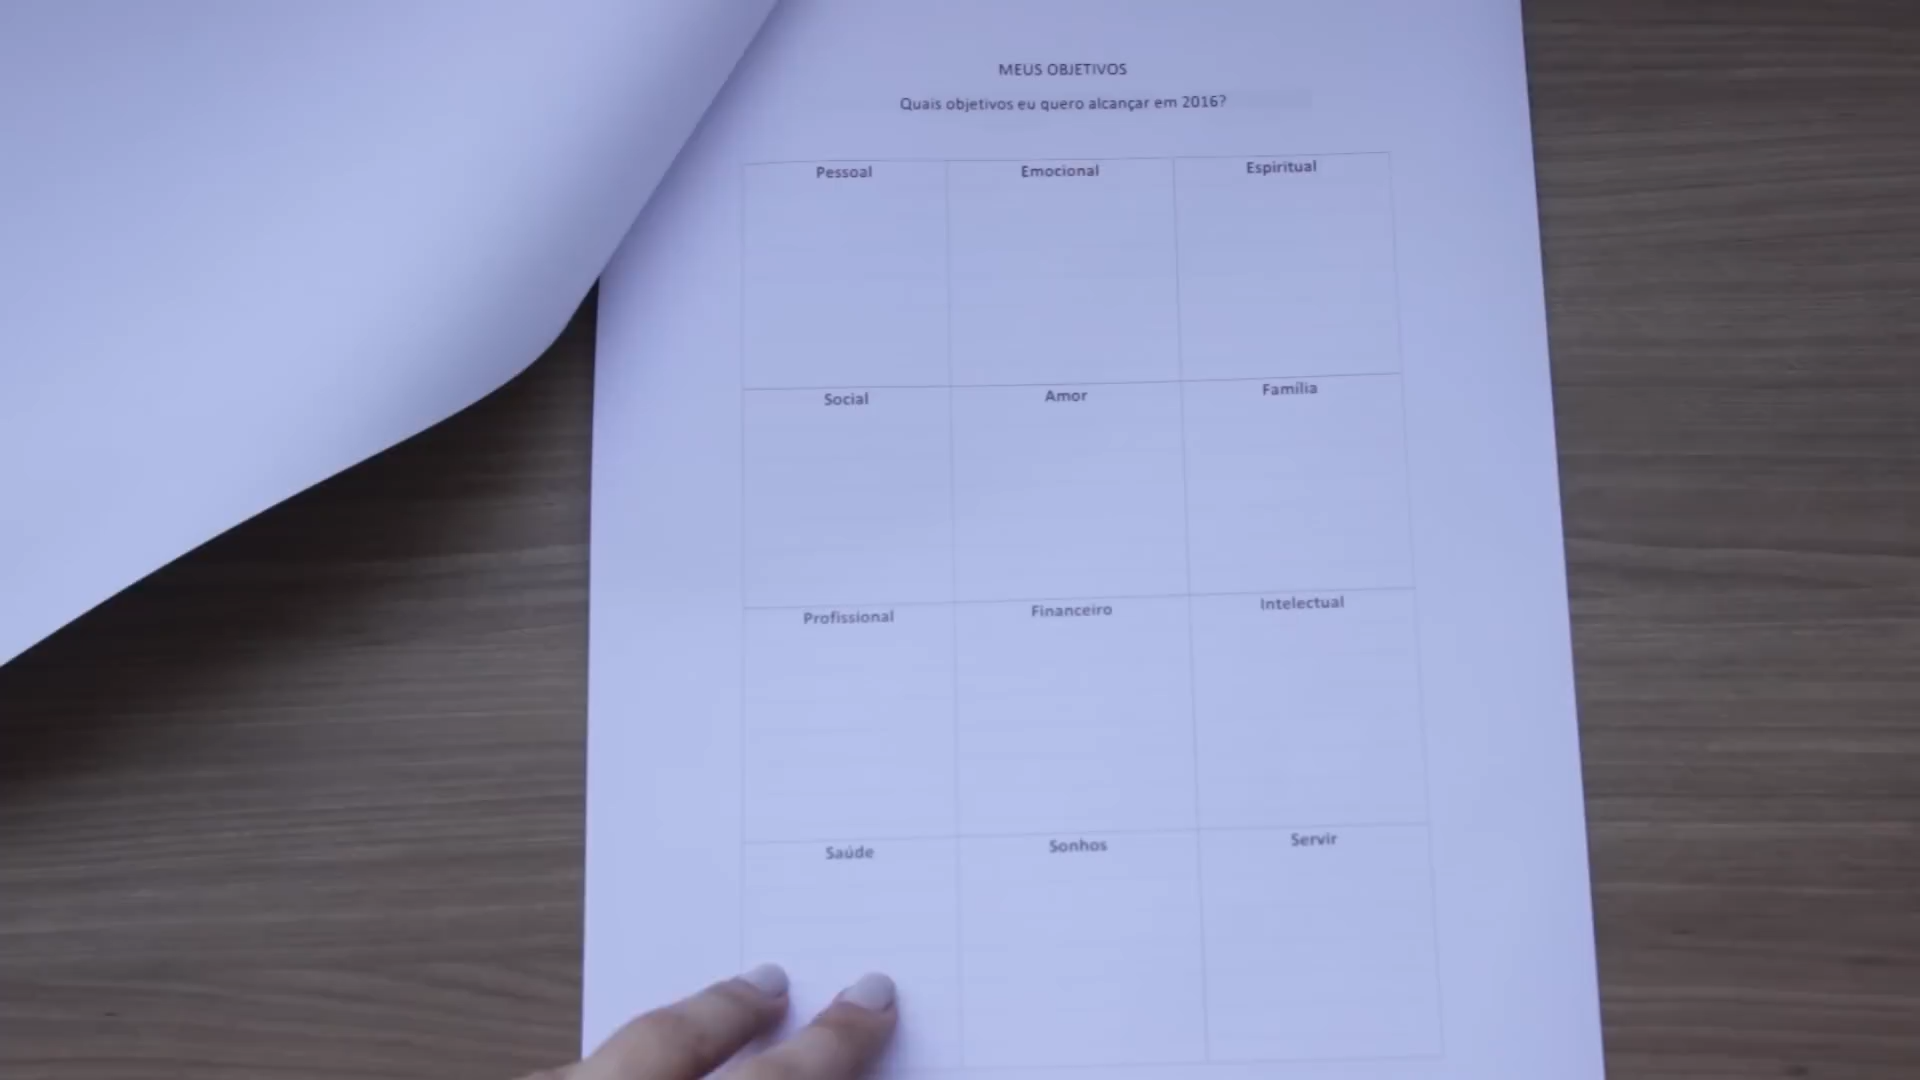 MEUS OBJETIVOS
Quais objetivos eu quero alcançar em 2016?
Pessoal Emocional Espiritual
Social Amor Família
Profissional Financeiro Intelectual
Saúde Sonhos Servir